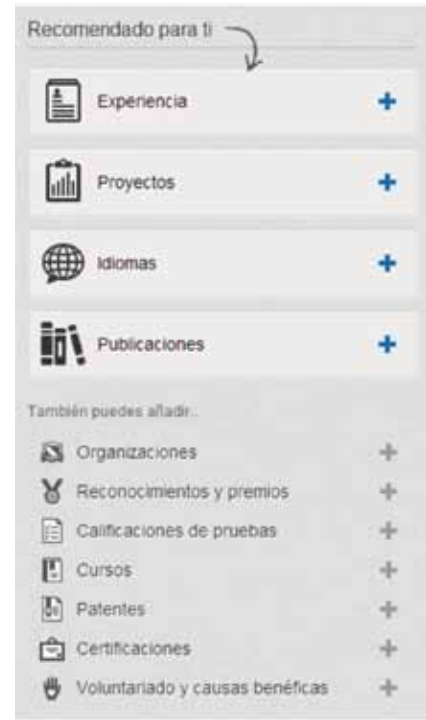 Recomendado para ti
Experiencia
Proyectos
Idiomas
Publicaciones
También puedes añadir...
Organizaciones
Reconocimientos y premios
Calificaciones de pruebas
Cursos
Patentes
Certificaciones
Voluntariado y causas benéficas